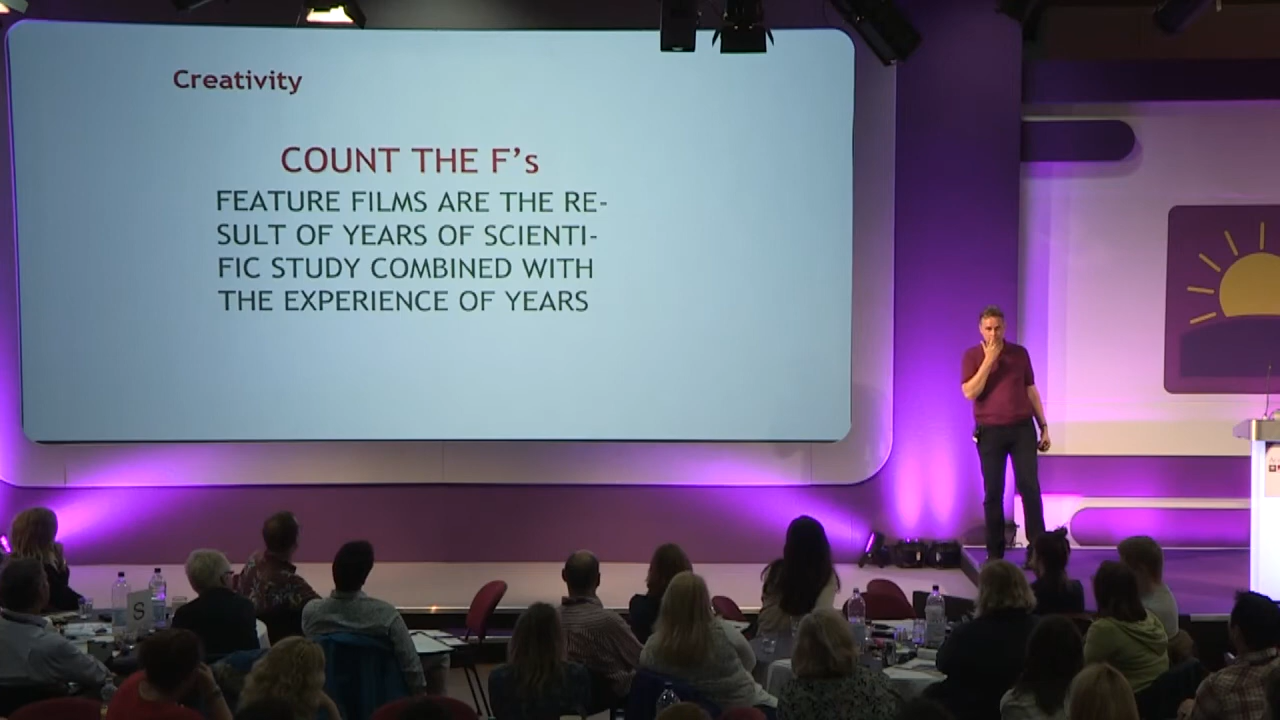 Creativity
COUNT THE F’s
FEATURE FILMS ARE THE RE-
SULT OF YEARS OF SCIENTI-
FIC STUDY COMBINED WITH
THE EXPERIENCE OF YEARS
S